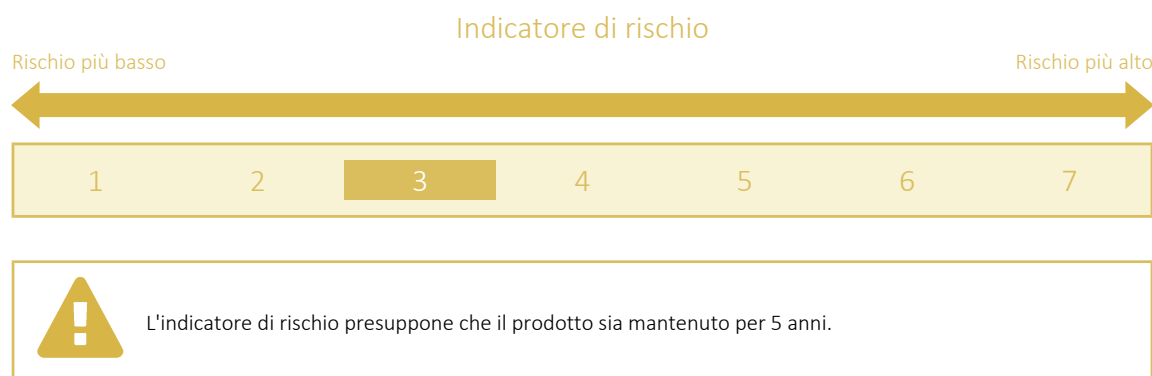 Indicatore di rischio
Rischio più basso
Rischio più alto
1 2 3 4 5 6 7
L'indicatore di rischio presuppone che il prodotto sia mantenuto per 5 anni.